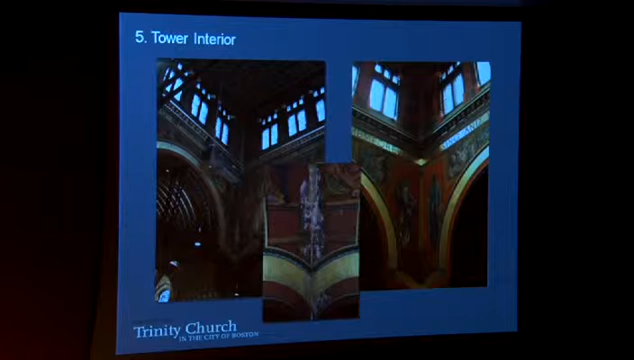 5. Tower Interior
Trinity Church
IN THE CITY OF BOSTON